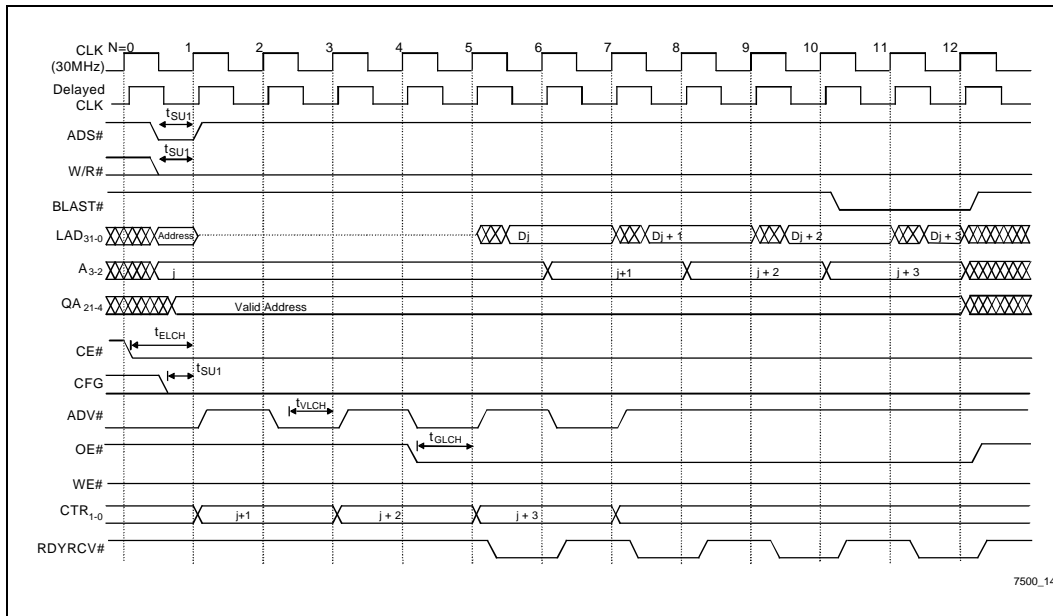 CLK N=0 1 2 3 4 5 6 7 8 9 10 11 12
(30MHz)
Delayed
CLK
tSU1
ADS#
tSU1
W/R#
BLAST#
LAD31-0 Address Dj Dj + 1 Dj + 2 Dj + 3
A3-2 j j+1 j + 2 j + 3
QA 21-4 Valid Address
tELCH
CE#
tSU1
CFG
tVLCH
ADV#
tGLCH
OE#
WE#
CTR1-0 j+1 j + 2 j + 3
RDYRCV#
7500_14